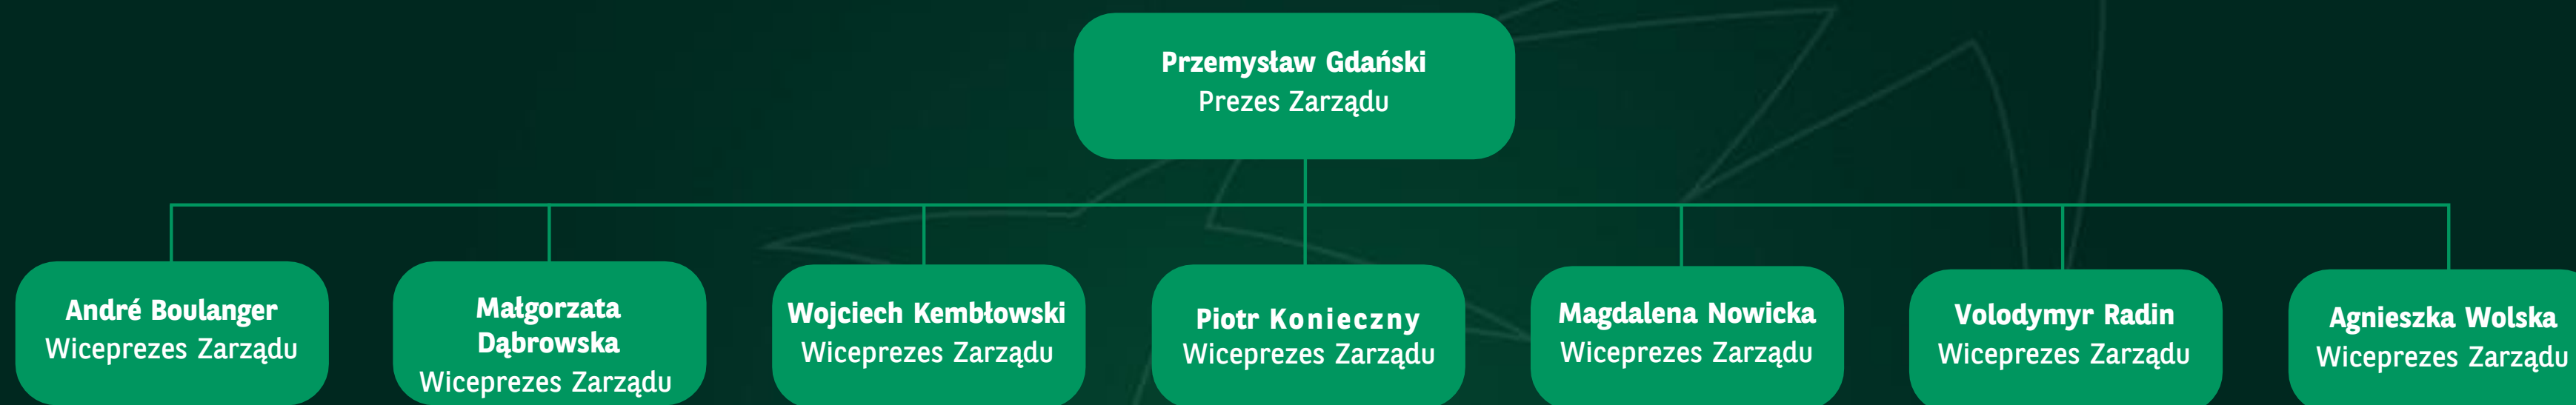 Przemysław Gdański
Prezes Zarządu
André Boulanger
Wiceprezes Zarządu
Małgorzata
Dąbrowska
Wiceprezes Zarządu
Wojciech Kembłowski
Wiceprezes Zarządu
Piotr Konieczny
Wiceprezes Zarządu
Magdalena Nowicka
Wiceprezes Zarządu
Volodymyr Radin
Wiceprezes Zarządu
Agnieszka Wolska
Wiceprezes Zarządu